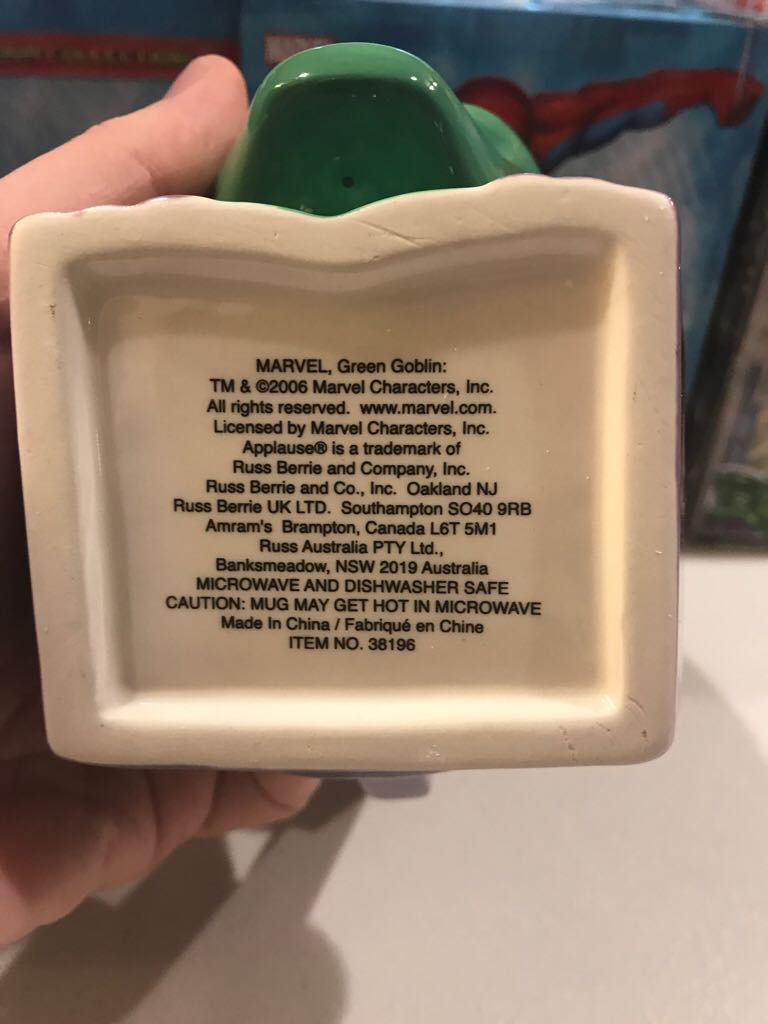 MARVEL
MARVEL, Green Goblin:
TM & ©2006 Marvel Characters, Inc.
All rights reserved. www.marvel.com.
Licensed by Marvel Characters, Inc.
Applause® is a trademark of
Russ Berrie and Company, Inc.
Russ Berrie and Co., Inc. Oakland NJ
Russ Berrie UK LTD. Southampton SO40 9RB
Amram's Brampton, Canada L6T 5M1
Russ Australia PTY Ltd.,
Banksmeadow, NSW 2019 Australia
MICROWAVE AND DISHWASHER SAFE
CAUTION: MUG MAY GET HOT IN MICROWAVE
Made In China / Fabriqué en Chine
ITEM NO. 38196